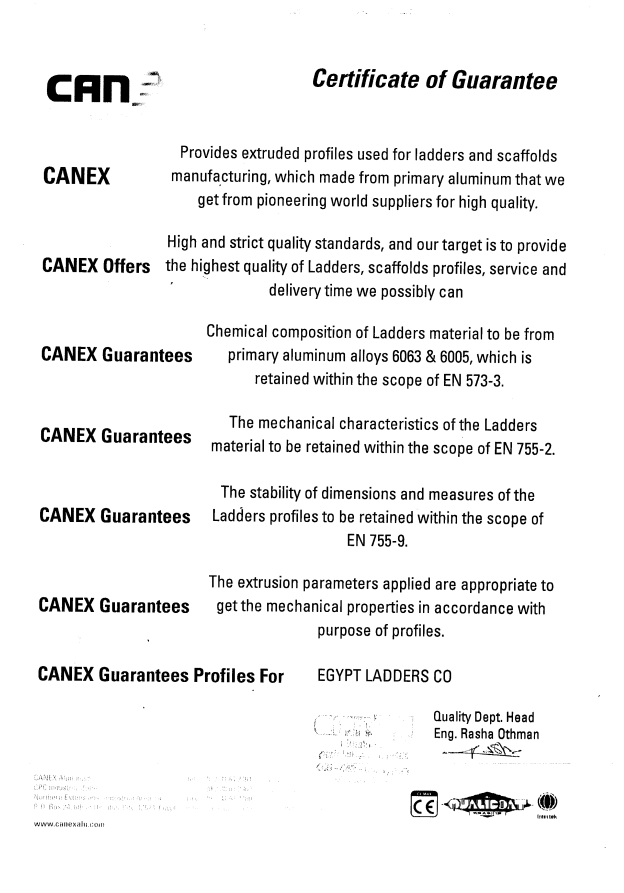 CAN
Certificate of Guarantee
CANEX
Provides extruded profiles used for ladders and scaffolds
manufacturing, which made from primary aluminum that we
get from pioneering world suppliers for high quality.
CANEX Offers
High and strict quality standards, and our target is to provide
the highest quality of Ladders, scaffolds profiles, service and
delivery time we possibly can
CANEX Guarantees
Chemical composition of Ladders material to be from
primary aluminum alloys 6063 & 6005, which is
retained within the scope of EN 573-3.
CANEX Guarantees
The mechanical characteristics of the Ladders
material to be retained within the scope of EN 755-2.
CANEX Guarantees
The stability of dimensions and measures of the
Ladders profiles to be retained within the scope of
EN 755-9.
CANEX Guarantees
The extrusion parameters applied are appropriate to
get the mechanical properties in accordance with
purpose of profiles.
CANEX Guarantees Profiles For
EGYPT LADDERS CO
Quality Dept. Head
Eng. Rasha Othman
CANEX
www.canexalu.com
CE
QUALICOAT
Intertek